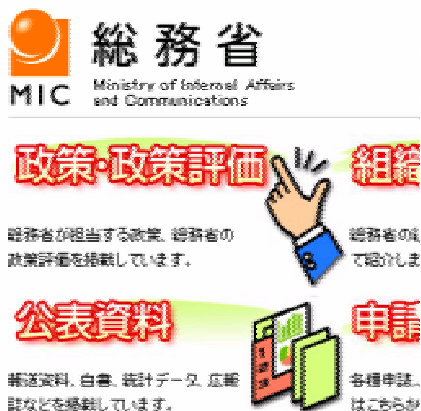 総務省
MIC
Ministry of Internal Affairs
and Communications
政策・政策評価
組織
総務省が担当する政策、総務省の
政策評価を掲載しています。
総務省の
て紹介しま
公表資料
申請
1
2
3
報道資料、白書、統計データ、広報
誌などを掲載しています。
各種申請、
はこちらか